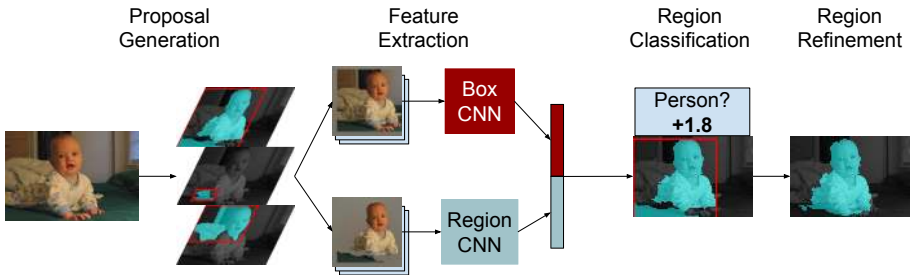 Proposal
Generation
Feature
Extraction
Region
Classification
Region
Refinement
Box
CNN
Person?
+1.8
Region
CNN